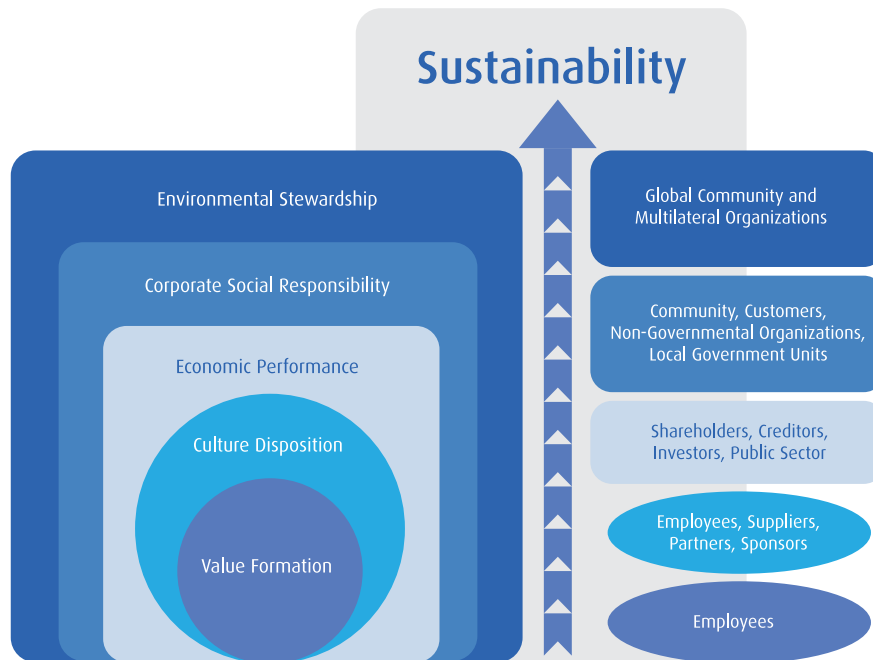 Sustainability
Environmental Stewardship
Corporate Social Responsibility
Economic Performance
Culture Disposition
Value Formation
Global Community and
Multilateral Organizations
Community, Customers,
Non-Governmental Organizations,
Local Government Units
Shareholders, Creditors,
Investors, Public Sector
Employees, Suppliers,
Partners, Sponsors
Employees